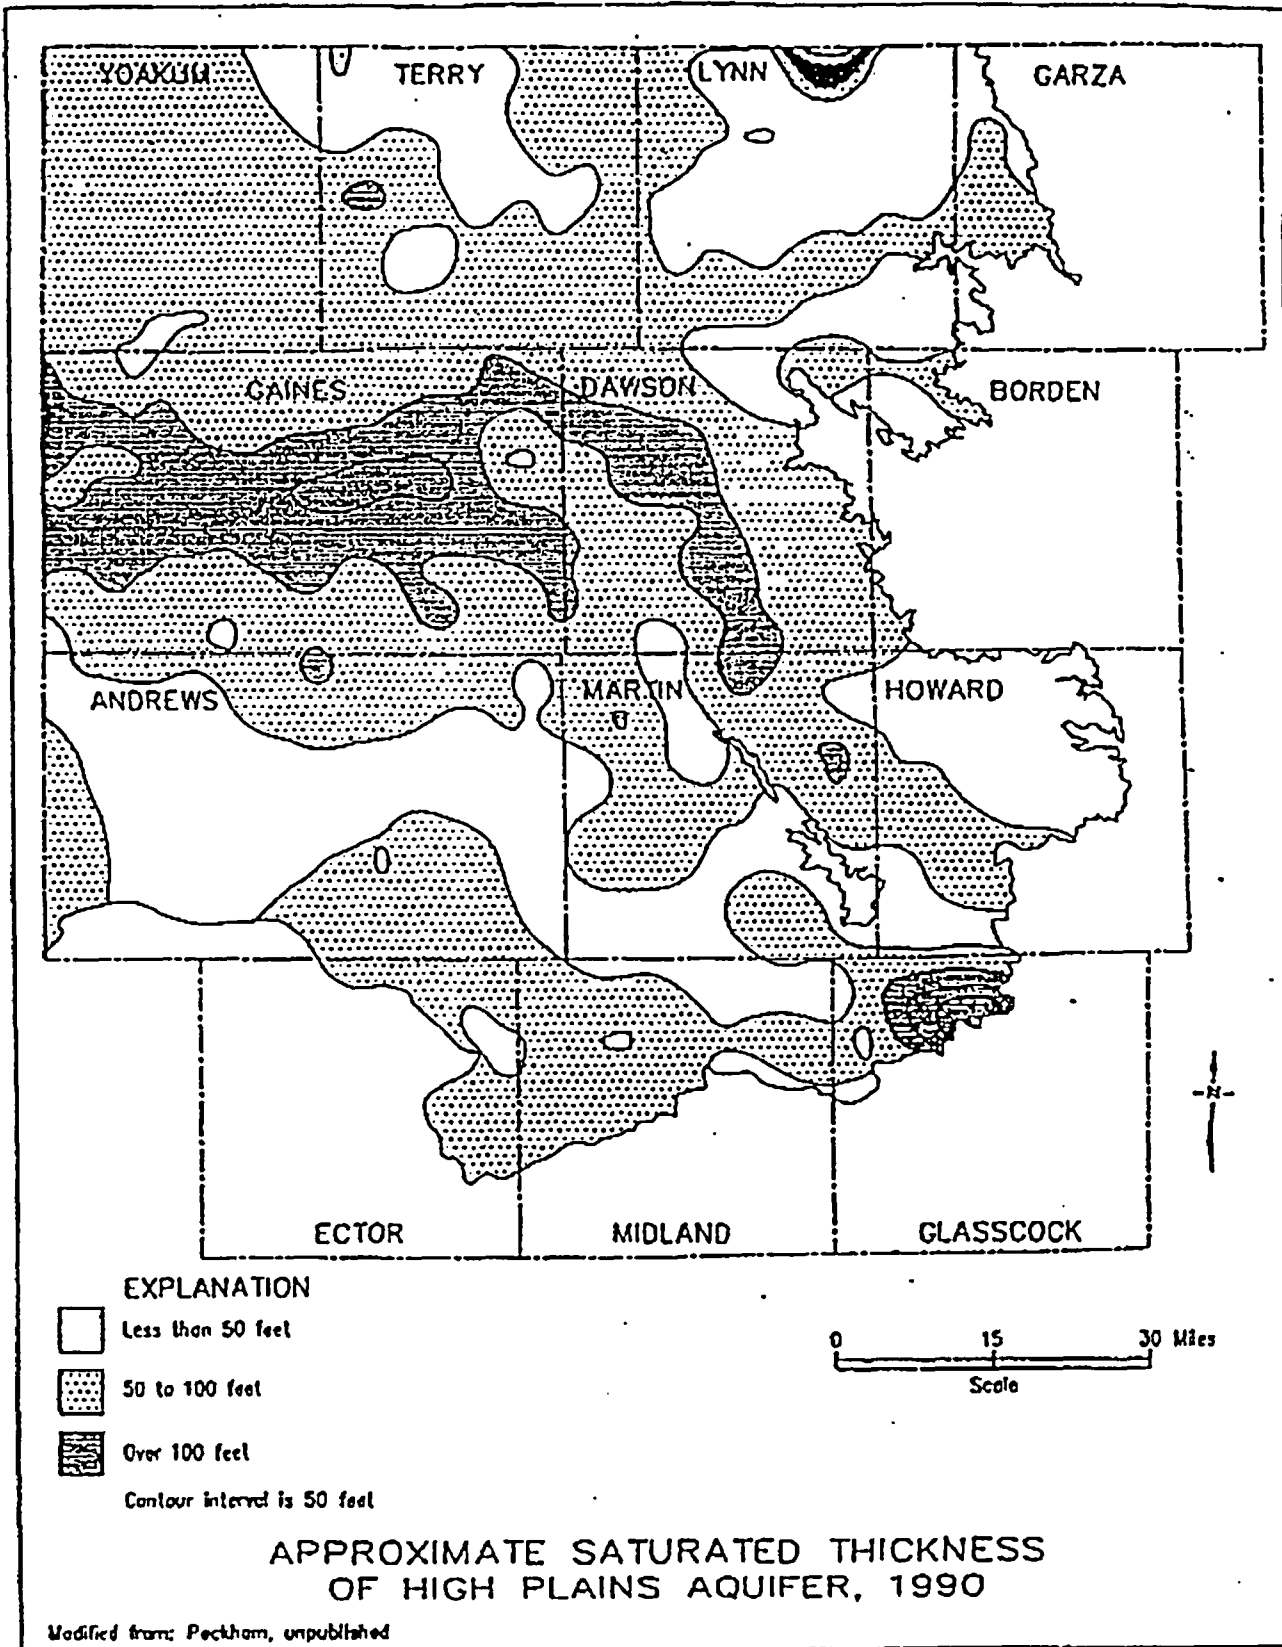 YOAKUM TERRY LYNN GARZA
GAINES DAWSON BORDEN
ANDREWS MARTIN HOWARD
ECTOR MIDLAND GLASSCOCK
EXPLANATION
Less than 50 feet
50 to 100 feet
Over 100 feet
Contour interval is 50 feet
0 15 30 Miles
Scale
APPROXIMATE SATURATED THICKNESS
OF HIGH PLAINS AQUIFER, 1990
Modified from: Peckham, unpublished